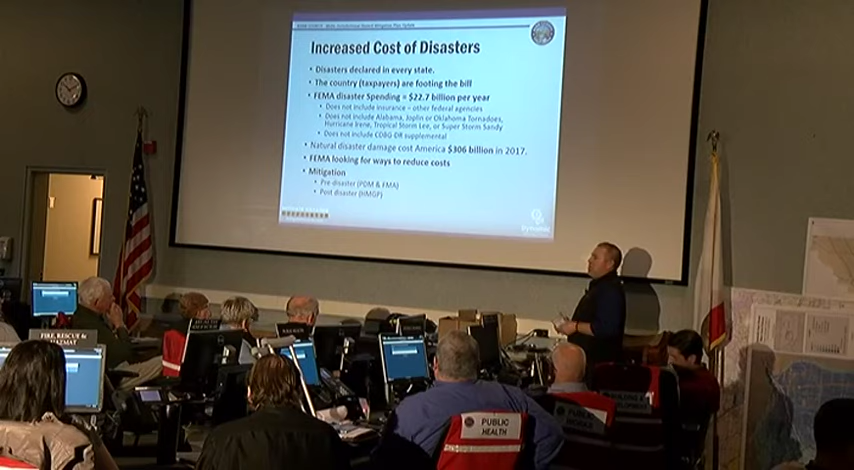 Increased Cost of Disasters
• Disasters declared in every state.
• The country (taxpayers) are footing the bill
• FEMA disaster Spending = $22.7 billion per year
• Does not include insurance – other federal agencies
• Does not include Alabama, Joplin or Oklahoma Tornadoes,
Hurricane Irene, Tropical Storm Lee, or Super Storm Sandy
• Does not include CDBG-DR supplemental
• Natural disaster damage cost America $306 billion in 2017.
• FEMA looking for ways to reduce costs
• Mitigation
• Pre-disaster (PDM & FMA)
• Post disaster (HMGP)
FIRE, RESCUE &
HAZMAT
PUBLIC
HEALTH
PUBLIC
BUILDING &